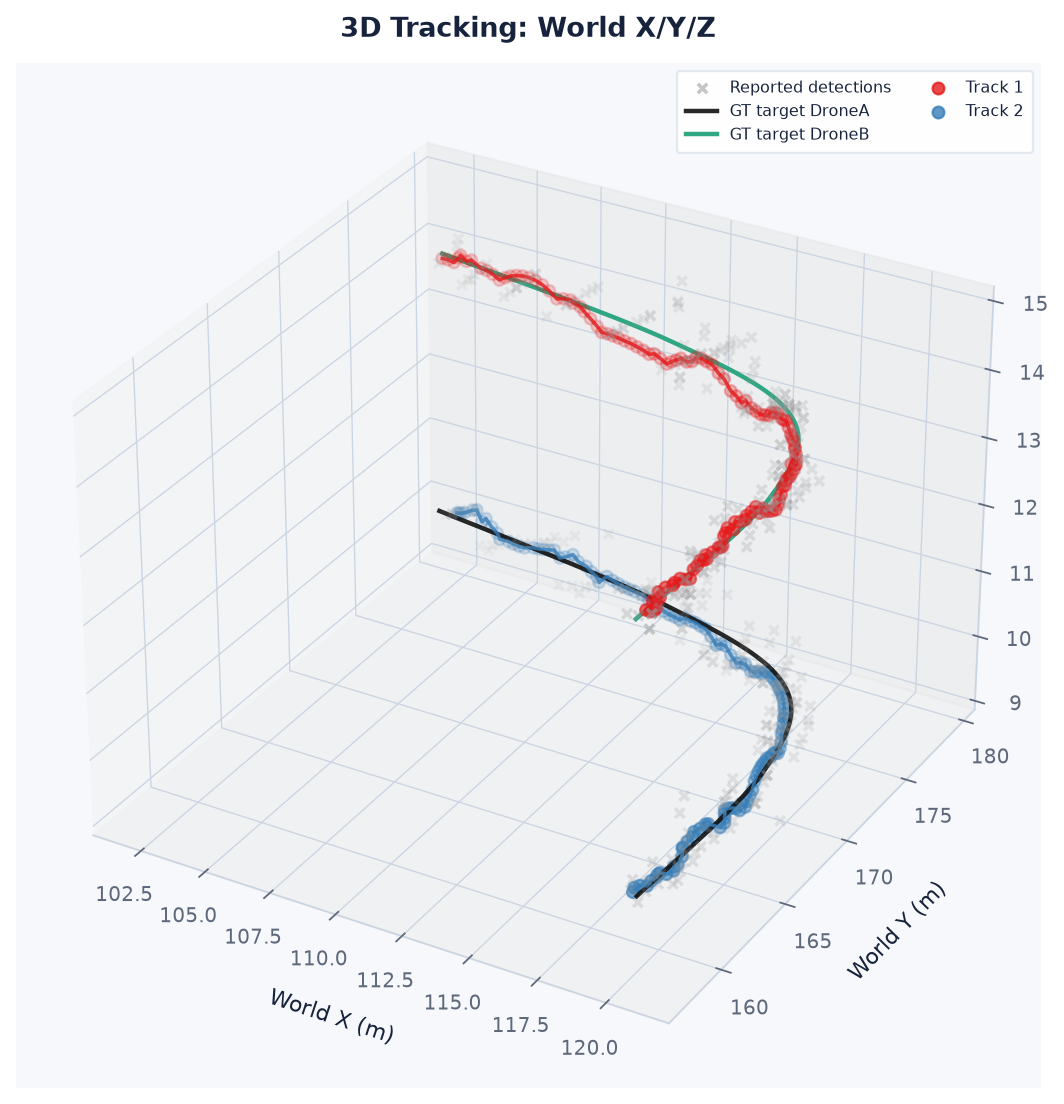 3D Tracking: World X/Y/Z
Reported detections
GT target DroneA
GT target DroneB
Track 1
Track 2
15
14
13
12
11
10
9
180
175
170
165
160
World Y (m)
102.5
105.0
107.5
110.0
112.5
115.0
117.5
120.0
World X (m)